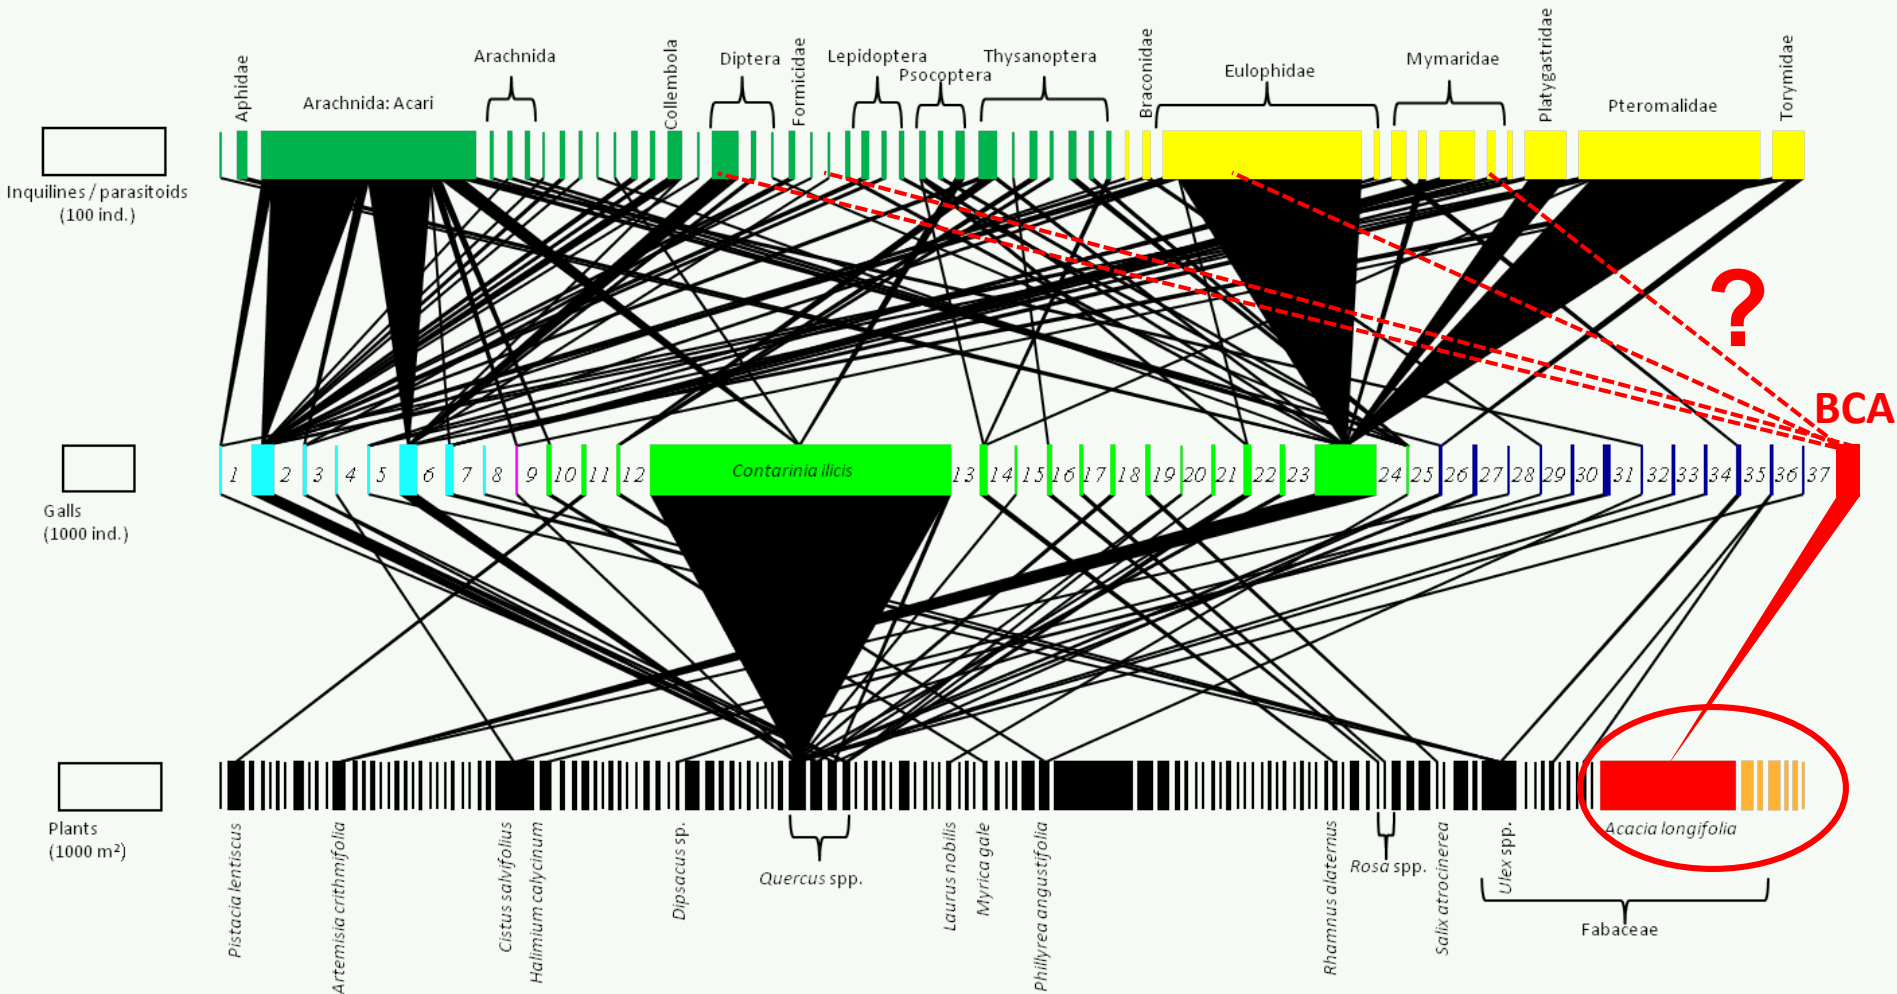 Aphidae
Arachnida: Acari
Arachnida
Collembola
Diptera
Formicidae
Lepidoptera
Psocoptera
Thysanoptera
Braconidae
Eulophidae
Mymaridae
Platygastridae
Pteromalidae
Torymidae
Inquilines / parasitoids
(100 ind.)
?
BCA
1 2 3 4 5 6 7 8 9 10 11 12 Contarinia ilicis 13 14 15 16 17 18 19 20 21 22 23 24 25 26 27 28 29 30 31 32 33 34 35 36 37
Galls
(1000 ind.)
Plants
(1000 m²)
Pistacia lentiscus
Artemisia crithmifolia
Cistus salvifolius
Halimium calycinum
Dipsacus sp.
Quercus spp.
Laurus nobilis
Myrica gale
Phillyrea angustifolia
Rhamnus alaternus
Rosa spp.
Salix atrocinerea
Ulex spp.
Acacia longifolia
Fabaceae